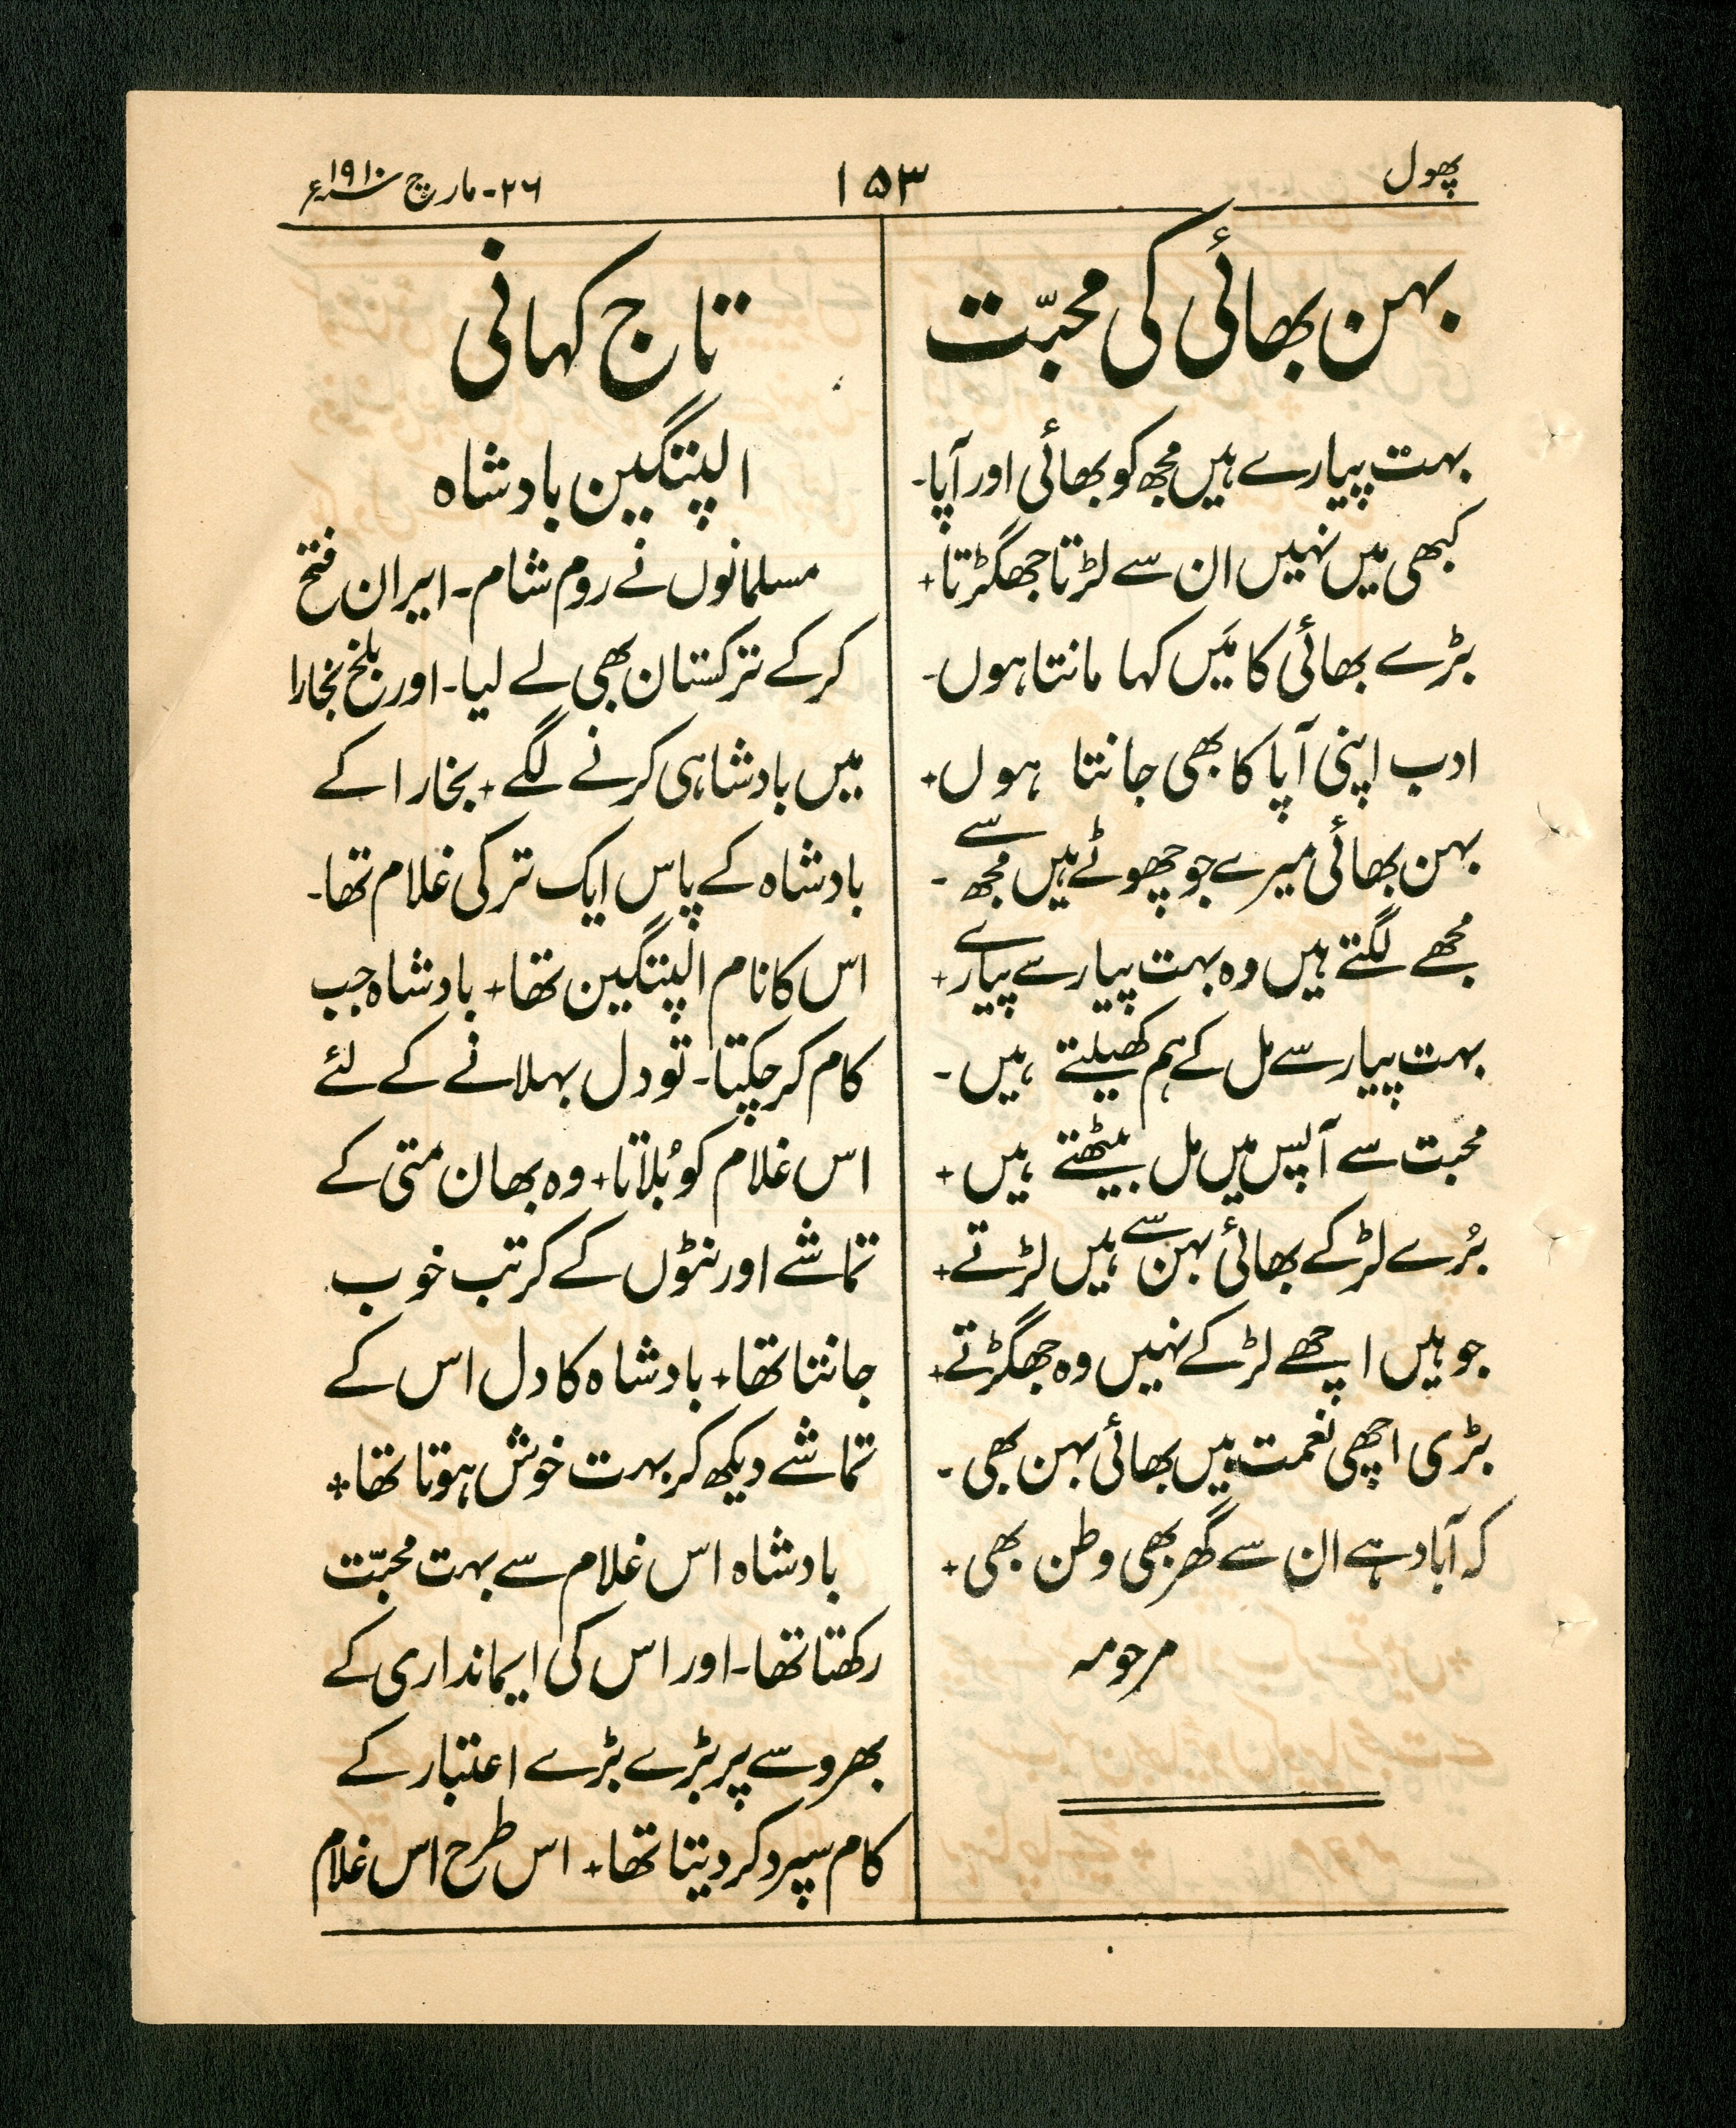 پھول
۱۵۳
۲۶- مارچ ۱۹۱۰ء
بہن بھائی کی محبّت
بہت پیارے ہیں مجھ کو بھائی اور آپا۔
کبھی میں نہیں ان سے لڑتا جھگڑتا+
بڑے بھائی کا مَیں کہا مانتا ہوں۔
ادب اپنی آپا کا بھی جانتا ہوں+
بہن بھائی میرے جو چھوٹے ہیں مجھ سے۔
مجھے لگتے ہیں وہ بہت پیارے پیارے+
بہت پیار سے مل کے ہم کھیلتے ہیں۔
محبت سے آپس میں مل بیٹھتے ہیں+
بُرے لڑکے بھائی بہن سے ہیں لڑتے+
جو ہیں اچھے لڑکے نہیں وہ جھگڑتے+
بڑی اچھی نعمت ہیں بھائی بہن بھی۔
کہ آباد ہے ان سے گھر بھی وطن بھی+
مرحومہ
تاج کہانی
الپتگین بادشاہ
مسلمانوں نے روم شام۔ ایران فتح
کر کے ترکستان بھی لے لیا۔ اور بلخ بخارا
میں بادشاہی کرنے لگے+ بخارا کے
بادشاہ کے پاس ایک ترکی غلام تھا۔
اس کا نام الپتگین تھا+ بادشاہ جب
کام کر چکتا۔ تو دل بہلانے کے لئے
اس غلام کو بُلاتا+ وہ بھان متی کے
تماشے اور نٹوں کے کرتب خوب
جانتا تھا+ بادشاہ کا دل اس کے
تماشے دیکھ کر بہت خوش ہوتا تھا+
بادشاہ اس غلام سے بہت محبّت
رکھتا تھا۔ اور اس کی ایمانداری کے
بھروسے پر بڑے بڑے اعتبار کے
کام سپرد کر دیتا تھا+ اس طرح اس غلام